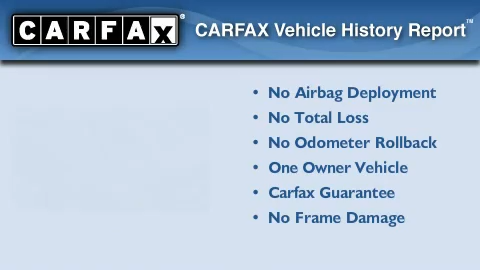 CARFAX® CARFAX Vehicle History Report™
• No Airbag Deployment
• No Total Loss
• No Odometer Rollback
• One Owner Vehicle
• Carfax Guarantee
• No Frame Damage